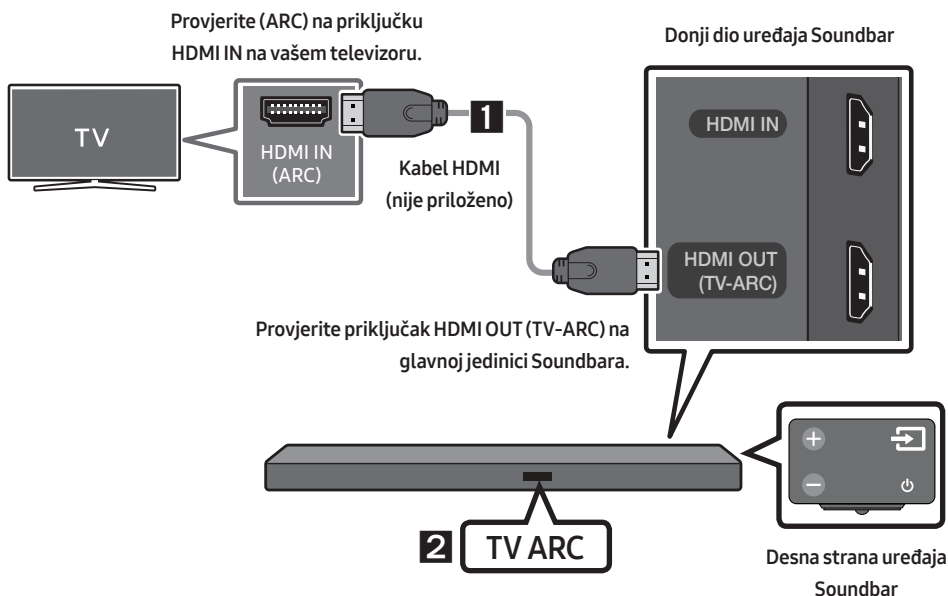 Provjerite (ARC) na priključku
HDMI IN na vašem televizoru.
Donji dio uređaja Soundbar
TV
HDMI IN
(ARC)
1
Kabel HDMI
(nije priloženo)
HDMI IN
HDMI OUT
(TV-ARC)
Provjerite priključak HDMI OUT (TV-ARC) na
glavnoj jedinici Soundbara.
2 TV ARC
Desna strana uređaja
Soundbar